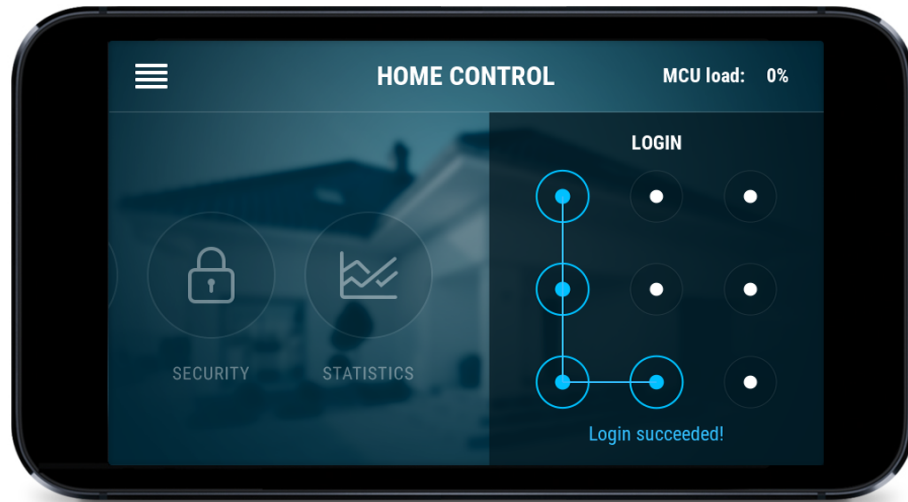 HOME CONTROL
MCU load: 0%
LOGIN
SECURITY
STATISTICS
Login succeeded!